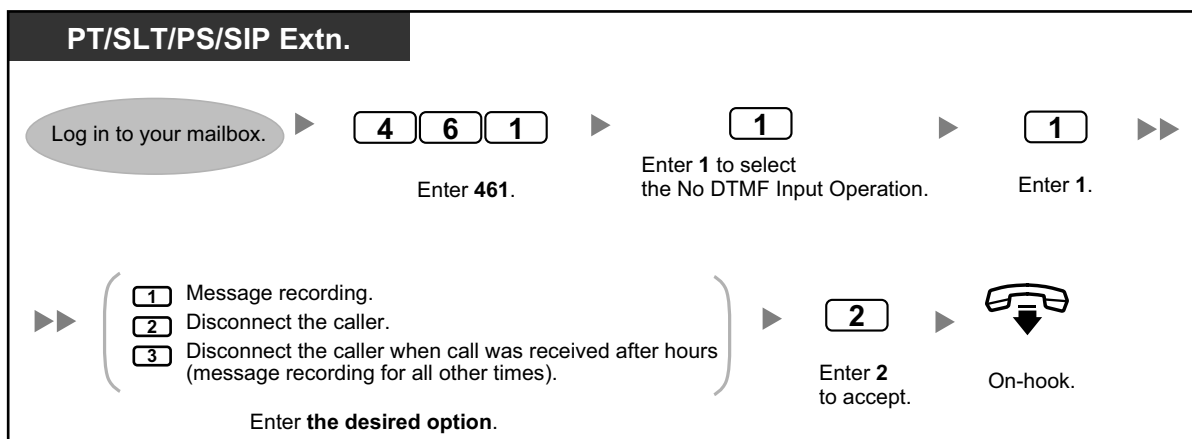 PT/SLT/PS/SIP Extn.
Log in to your mailbox.
4 6 1
Enter 461.
1
Enter 1 to select
the No DTMF Input Operation.
1
Enter 1.
1 Message recording.
2 Disconnect the caller.
3 Disconnect the caller when call was received after hours
(message recording for all other times).
Enter the desired option.
2
Enter 2
to accept.
On-hook.